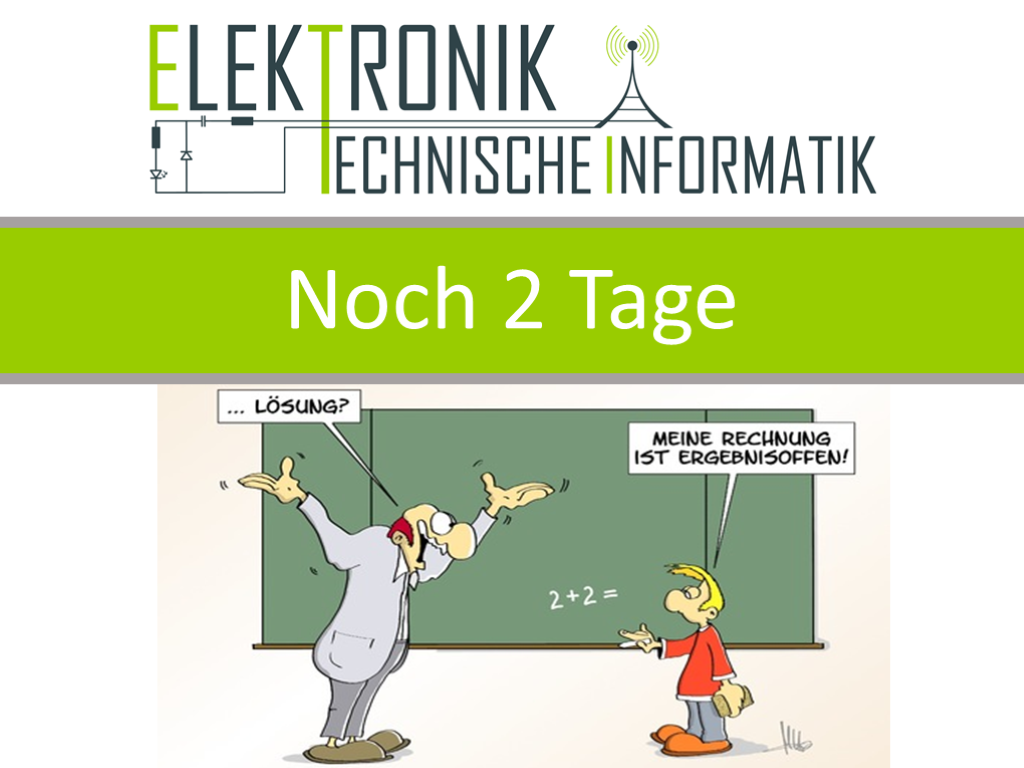 ELEKTRONIK
TECHNISCHE INFORMATIK
Noch 2 Tage
... LÖSUNG?
MEINE RECHNUNG
IST ERGEBNISOFFEN!
2+2=